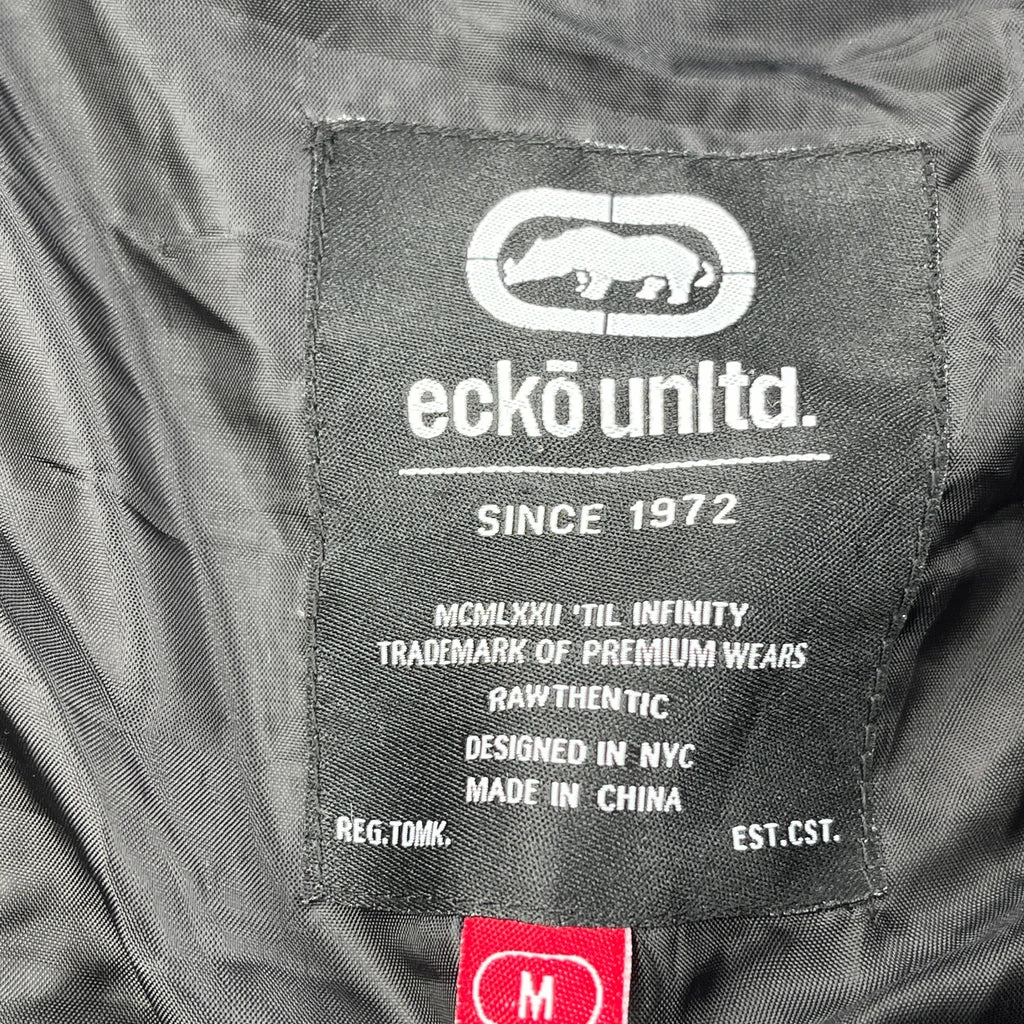 eckō unltd.
SINCE 1972
MCMLXXII 'TIL INFINITY
TRADEMARK OF PREMIUM WEARS
RAWTHENTIC
DESIGNED IN NYC
MADE IN CHINA
REG.TDMK.
EST.CST.
M